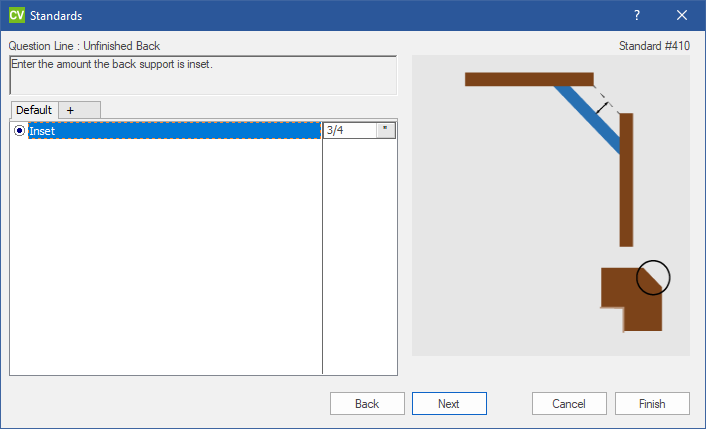 CV Standards ?
Question Line : Unfinished Back Standard #410
Enter the amount the back support is inset.
Default +
Inset 3/4 "
Back Next Cancel Finish